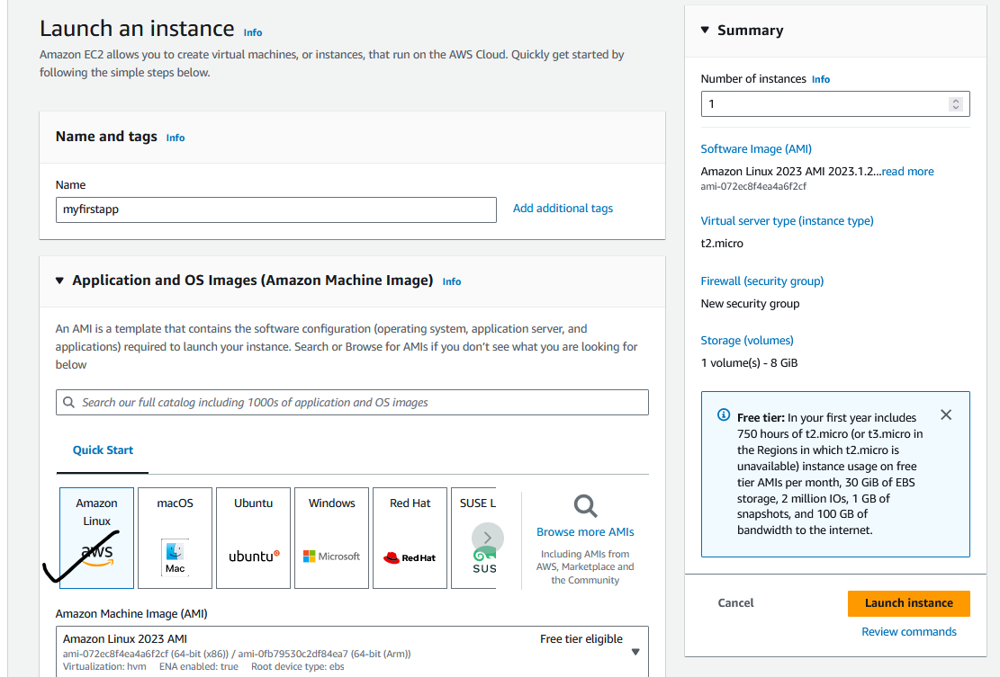 Launch an instance Info
Amazon EC2 allows you to create virtual machines, or instances, that run on the AWS Cloud. Quickly get started by
following the simple steps below.
Name and tags Info
Name
myfirstapp
Add additional tags
Application and OS Images (Amazon Machine Image) Info
An AMI is a template that contains the software configuration (operating system, application server, and
applications) required to launch your instance. Search or Browse for AMIs if you don't see what you are looking for
below
Search our full catalog including 1000s of application and OS images
Quick Start
Amazon
Linux
aws
macOS
Mac
Ubuntu
ubuntu
Windows
Microsoft
Red Hat
Red Hat
SUSE L
SUS
Browse more AMIs
Including AMIs from
AWS, Marketplace and
the Community
Amazon Machine Image (AMI)
Amazon Linux 2023 AMI
Free tier eligible
ami-072ec8f4ea4a6f2cf (64-bit (x86)) / ami-0fb79530c2df84ea7 (64-bit (Arm))
Virtualization: hvm ENA enabled: true Root device type: ebs
Summary
Number of instances Info
1
Software Image (AMI)
Amazon Linux 2023 AMI 2023.1.2...read more
ami-072ec8f4ea4a6f2cf
Virtual server type (instance type)
t2.micro
Firewall (security group)
New security group
Storage (volumes)
1 volume(s) - 8 GiB
Free tier: In your first year includes
750 hours of t2.micro (or t3.micro in
the Regions in which t2.micro is
unavailable) instance usage on free
tier AMIs per month, 30 GiB of EBS
storage, 2 million IOs, 1 GB of
snapshots, and 100 GB of
bandwidth to the internet.
Cancel
Launch instance
Review commands